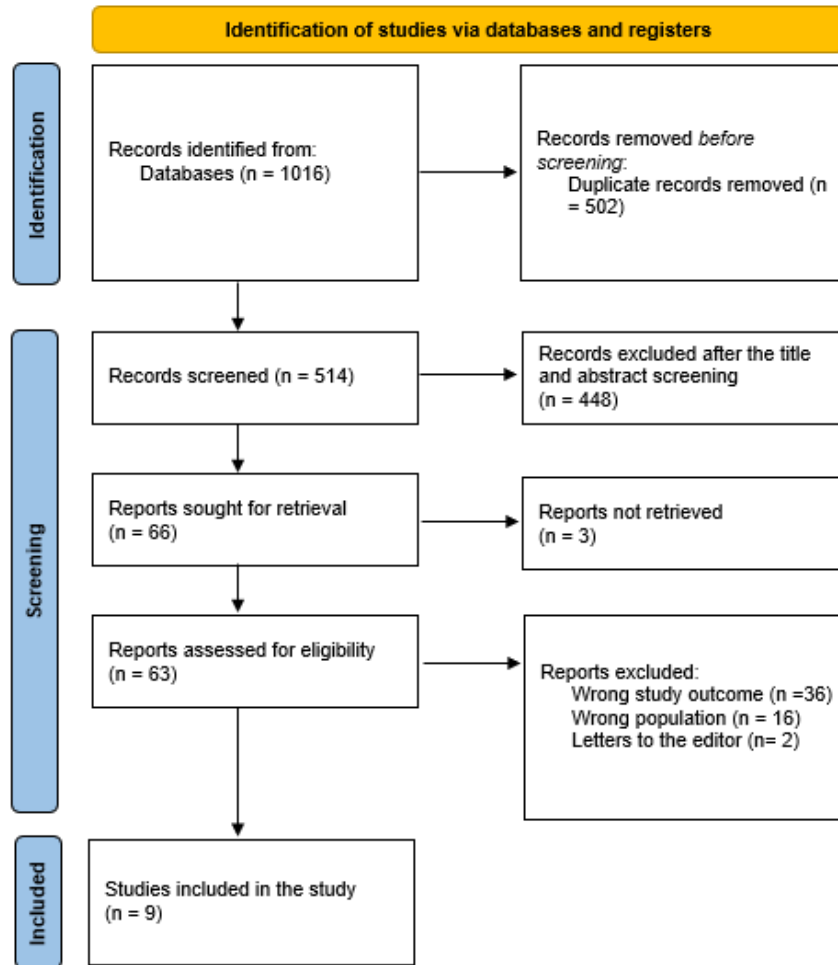 Identification of studies via databases and registers
Identification
Records identified from:
Databases (n = 1016)
Records removed before
screening:
Duplicate records removed (n
= 502)
Screening
Records screened (n = 514)
Records excluded after the title
and abstract screening
(n = 448)
Reports sought for retrieval
(n = 66)
Reports not retrieved
(n = 3)
Reports assessed for eligibility
(n = 63)
Reports excluded:
Wrong study outcome (n =36)
Wrong population (n = 16)
Letters to the editor (n= 2)
Included
Studies included in the study
(n = 9)